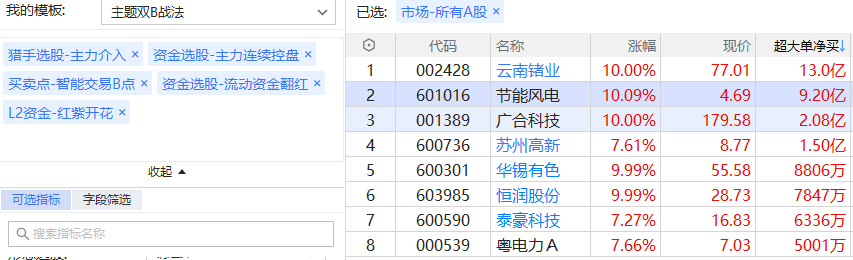 我的模板: 主题双B战法
猎手选股-主力介入 × 资金选股-主力连续控盘 ×
买卖点-智能交易B点 × 资金选股-流动资金翻红 ×
L2资金-红紫开花 ×
收起
可选指标 字段筛选
搜索指标名称
已选: 市场-所有A股 ×
代码 名称 涨幅 现价 超大单净买↓
1 002428 云南锗业 10.00% 77.01 13.0亿
2 601016 节能风电 10.09% 4.69 9.20亿
3 001389 广合科技 10.00% 179.58 2.08亿
4 600736 苏州高新 7.61% 8.77 1.50亿
5 600301 华锡有色 9.99% 55.58 8806万
6 603985 恒润股份 9.99% 28.73 7847万
7 600590 泰豪科技 7.27% 16.83 6336万
8 000539 粤电力A 7.66% 7.03 5001万